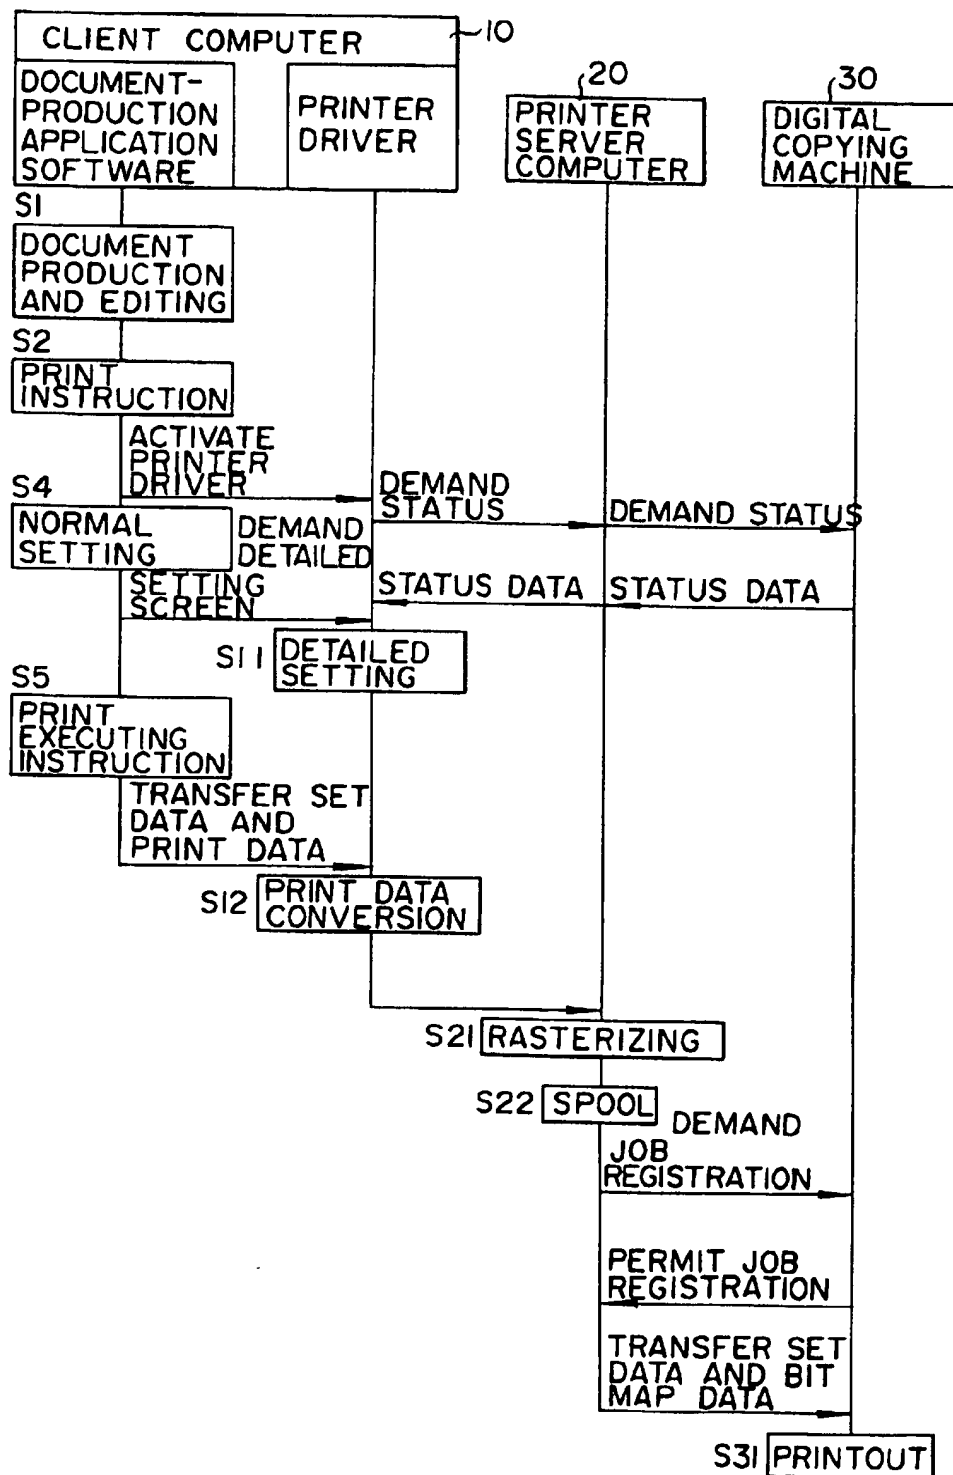 CLIENT COMPUTER
10
DOCUMENT-
PRODUCTION
APPLICATION
SOFTWARE
PRINTER
DRIVER
20
PRINTER
SERVER
COMPUTER
30
DIGITAL
COPYING
MACHINE
S1
DOCUMENT
PRODUCTION
AND EDITING
S2
PRINT
INSTRUCTION
ACTIVATE
PRINTER
DRIVER
DEMAND
STATUS
DEMAND STATUS
S4
NORMAL
SETTING
DEMAND
DETAILED
SETTING
SCREEN
STATUS DATA
STATUS DATA
S11
DETAILED
SETTING
S5
PRINT
EXECUTING
INSTRUCTION
TRANSFER SET
DATA AND
PRINT DATA
S12
PRINT DATA
CONVERSION
S21
RASTERIZING
S22
SPOOL
DEMAND
JOB
REGISTRATION
PERMIT JOB
REGISTRATION
TRANSFER SET
DATA AND BIT
MAP DATA
S31
PRINTOUT